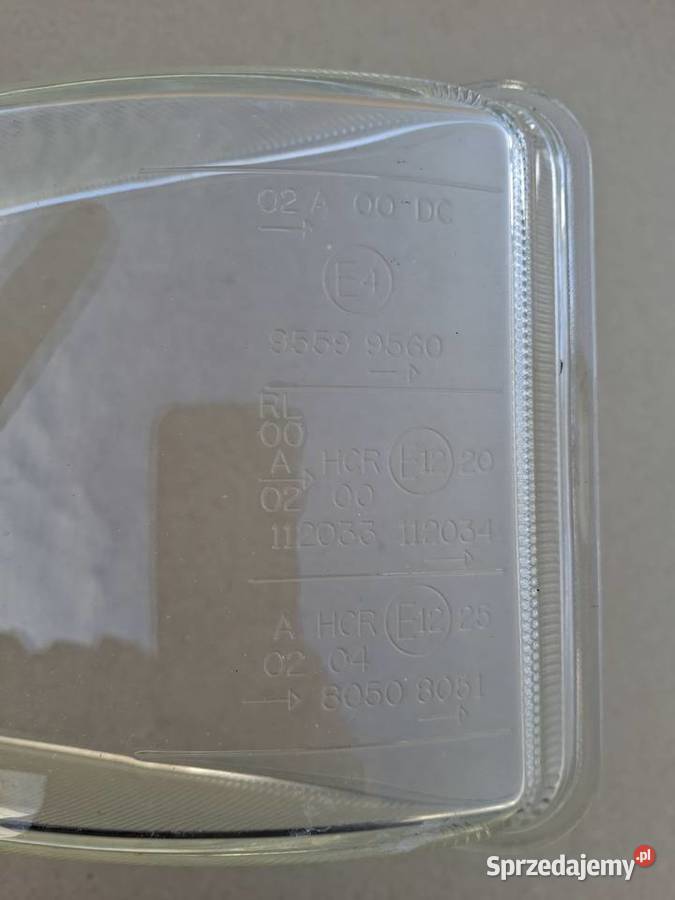 02 A 00 DC
→
E4
9559 9560
→
RL
00
A HCR E12 20
→
02 00
112033 112034
→
A HCR E12 25
02 04
→ 8050 8051
→
Sprzedajemy.pl